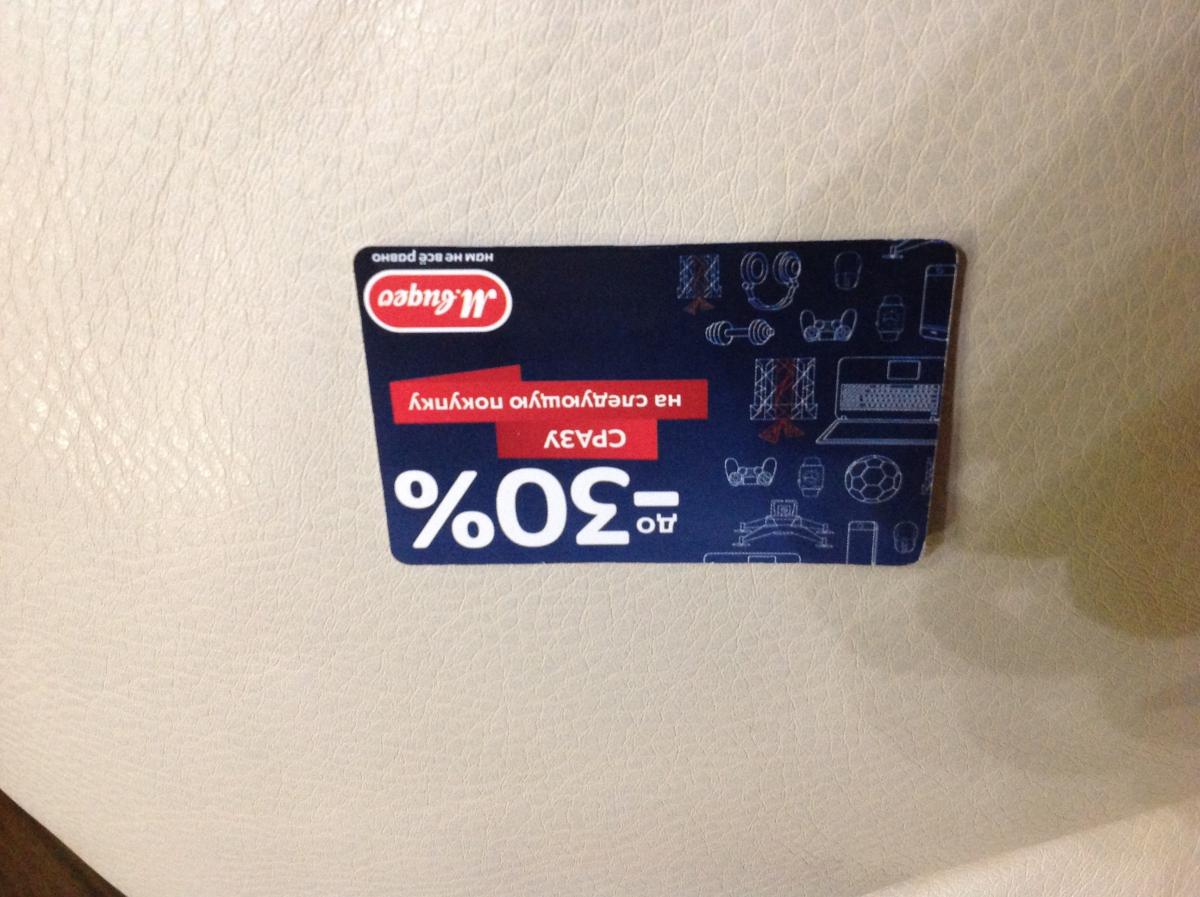 до
–30%
СРАЗУ
на следующую покупку
М.видео
нам не всё равно